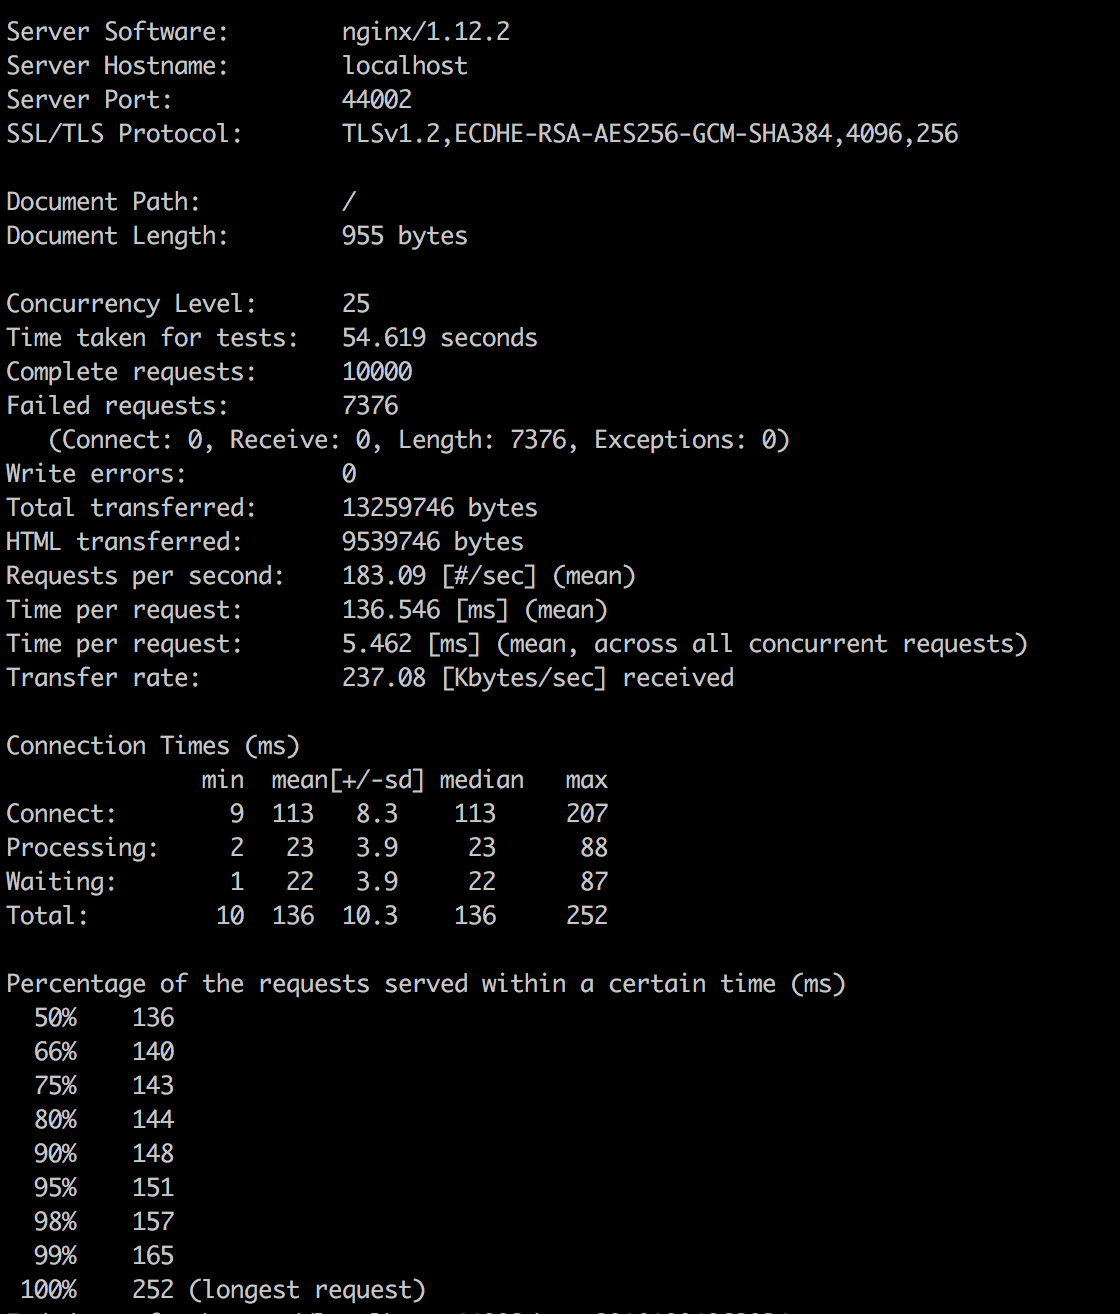 Server Software: nginx/1.12.2
Server Hostname: localhost
Server Port: 44002
SSL/TLS Protocol: TLSv1.2,ECDHE-RSA-AES256-GCM-SHA384,4096,256
Document Path: /
Document Length: 955 bytes
Concurrency Level: 25
Time taken for tests: 54.619 seconds
Complete requests: 10000
Failed requests: 7376
(Connect: 0, Receive: 0, Length: 7376, Exceptions: 0)
Write errors: 0
Total transferred: 13259746 bytes
HTML transferred: 9539746 bytes
Requests per second: 183.09 [#/sec] (mean)
Time per request: 136.546 [ms] (mean)
Time per request: 5.462 [ms] (mean, across all concurrent requests)
Transfer rate: 237.08 [Kbytes/sec] received
Connection Times (ms)
min mean[+/-sd] median max
Connect: 9 113 8.3 113 207
Processing: 2 23 3.9 23 88
Waiting: 1 22 3.9 22 87
Total: 10 136 10.3 136 252
Percentage of the requests served within a certain time (ms)
50% 136
66% 140
75% 143
80% 144
90% 148
95% 151
98% 157
99% 165
100% 252 (longest request)